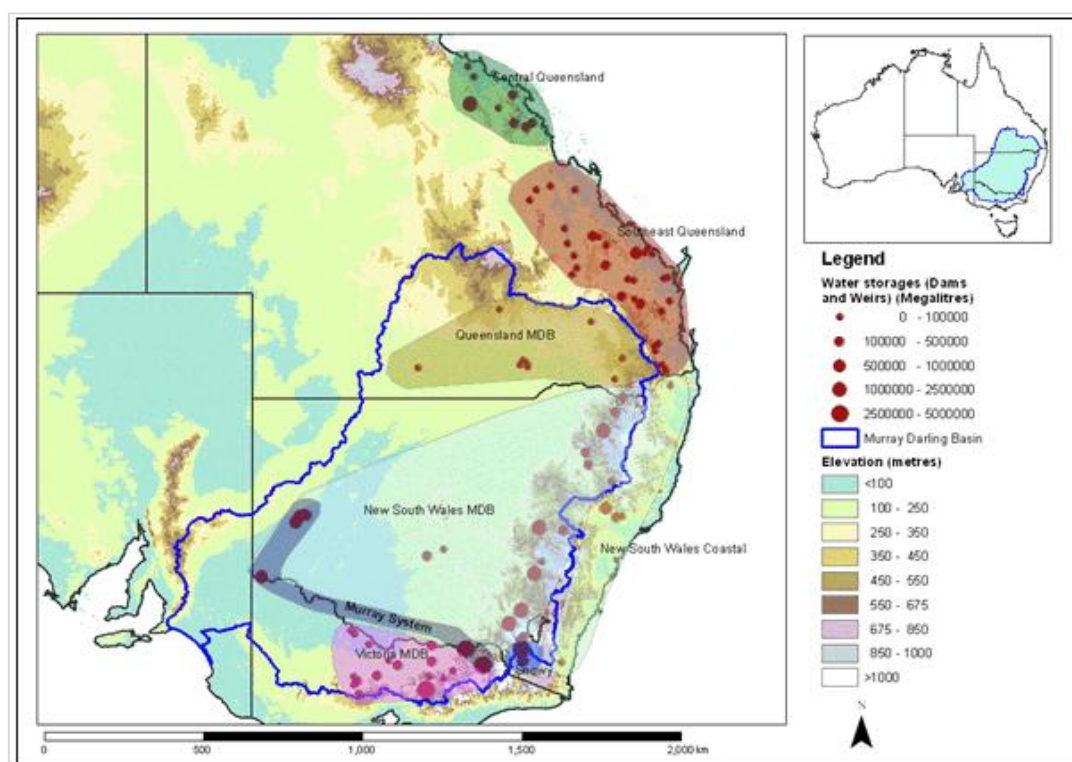 Central Queensland
Southeast Queensland
Queensland MDB
New South Wales MDB
New South Wales Coastal
Murray System
Victoria MDB
Snowy
0
500
1,000
1,500
2,000 km
Legend
Water storages (Dams
and Weirs) (Megalitres)
0 - 100000
100000 - 500000
500000 - 1000000
1000000 - 2500000
2500000 - 5000000
Murray Darling Basin
Elevation (metres)
<100
100 - 250
250 - 350
350 - 450
450 - 550
550 - 675
675 - 850
850 - 1000
>1000
N